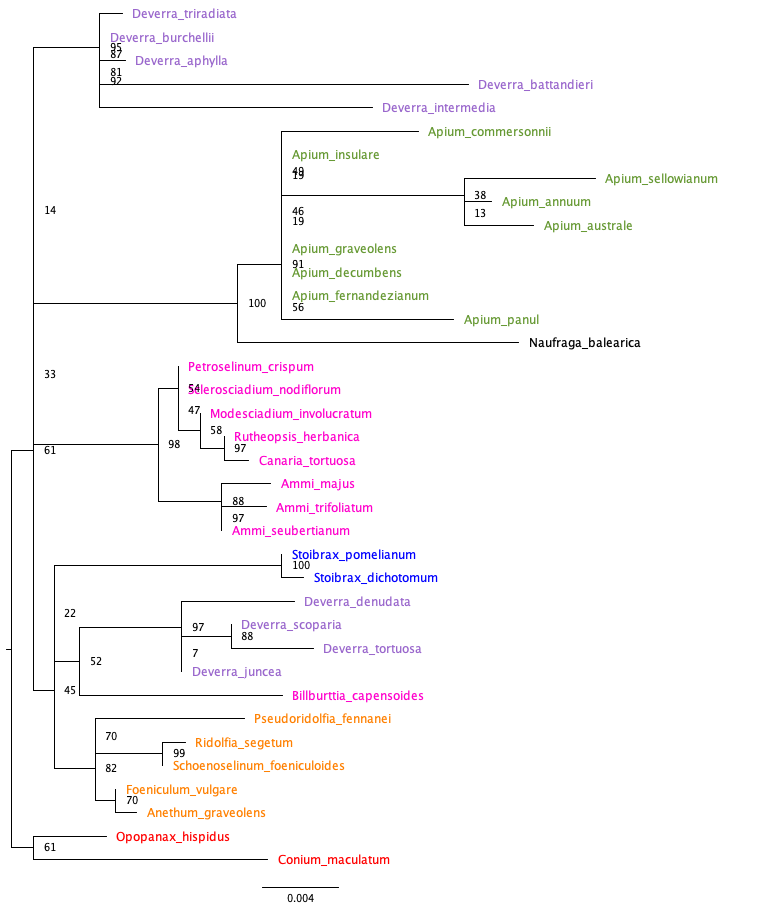 Deverra_triradiata
Deverra_burchellii
95
87
Deverra_aphylla
81
92
Deverra_battandieri
Deverra_intermedia
Apium_commersonnii
Apium_insulare
19
Apium_sellowianum
38
Apium_annuum
14
46
13
19
Apium_australe
Apium_graveolens
91
Apium_decumbens
Apium_fernandezianum
100
56
Apium_panul
Naufraga_balearica
Petroselinum_crispum
33
54
Sclerosciadium_nodiflorum
47
Modesciadium_involucratum
58
Rutheopsis_herbanica
98
97
61
Canaria_tortuosa
Ammi_majus
88
Ammi_trifoliatum
97
Ammi_seubertianum
Stoibrax_pomelianum
100
Stoibrax_dichotomum
Deverra_denudata
22
97
Deverra_scoparia
88
Deverra_tortuosa
7
52
Deverra_juncea
45
Billburttia_capensoides
Pseudoridolfia_fennanei
70
Ridolfia_segetum
99
82
Schoenoselinum_foeniculoides
Foeniculum_vulgare
70
Anethum_graveolens
Opopanax_hispidus
61
Conium_maculatum
0.004